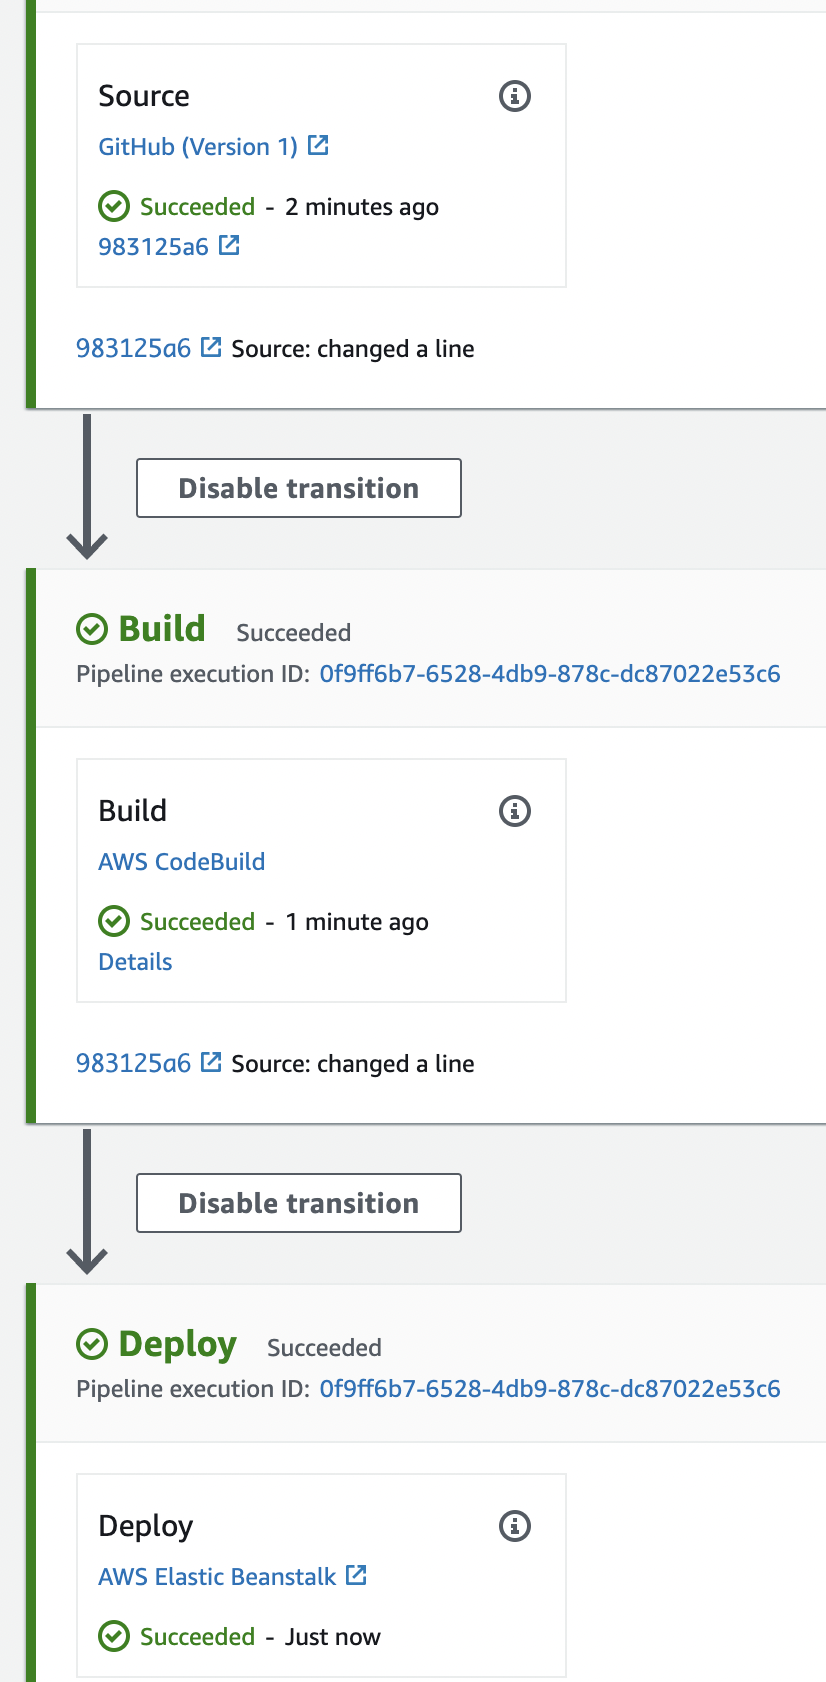 Source
GitHub (Version 1)
Succeeded - 2 minutes ago
983125a6
983125a6 Source: changed a line
Disable transition
Build Succeeded
Pipeline execution ID: 0f9ff6b7-6528-4db9-878c-dc87022e53c6
Build
AWS CodeBuild
Succeeded - 1 minute ago
Details
983125a6 Source: changed a line
Disable transition
Deploy Succeeded
Pipeline execution ID: 0f9ff6b7-6528-4db9-878c-dc87022e53c6
Deploy
AWS Elastic Beanstalk
Succeeded - Just now